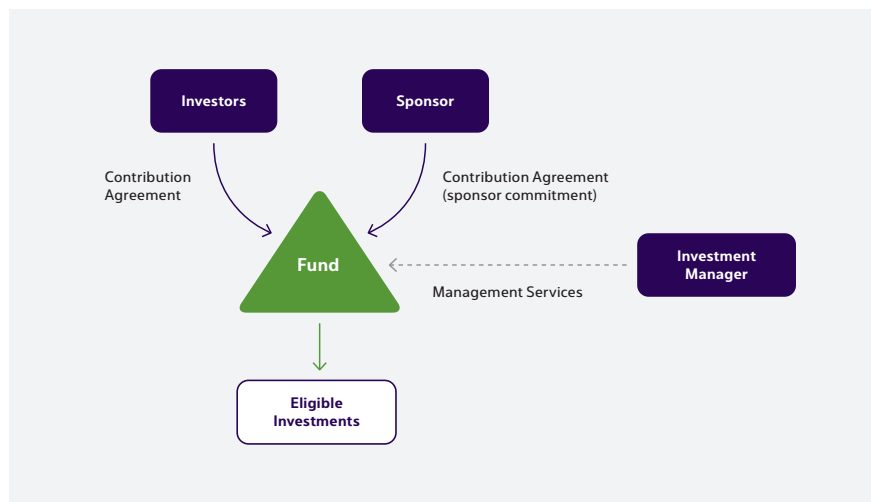 Investors
Sponsor
Contribution
Agreement
Contribution Agreement
(sponsor commitment)
Fund
Investment
Manager
Management Services
Eligible
Investments